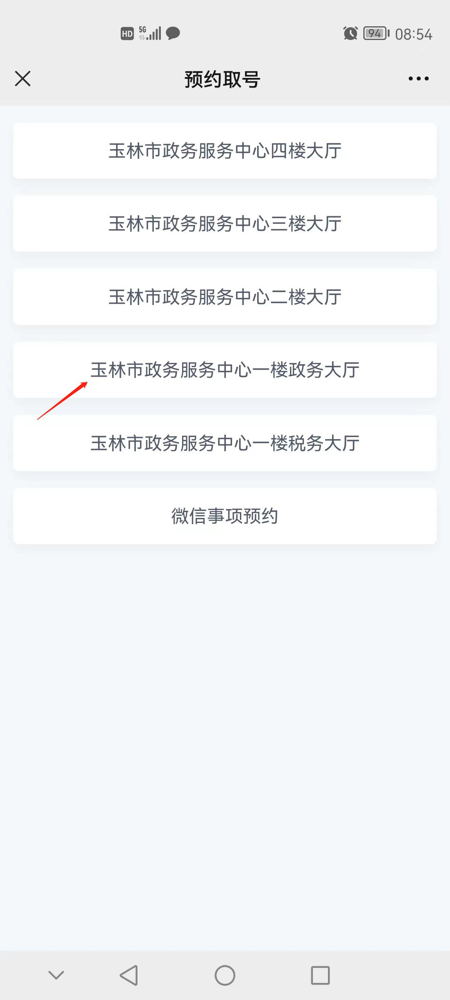 HD 5G 94 08:54
预约取号
玉林市政务服务中心四楼大厅
玉林市政务服务中心三楼大厅
玉林市政务服务中心二楼大厅
玉林市政务服务中心一楼政务大厅
玉林市政务服务中心一楼税务大厅
微信事项预约